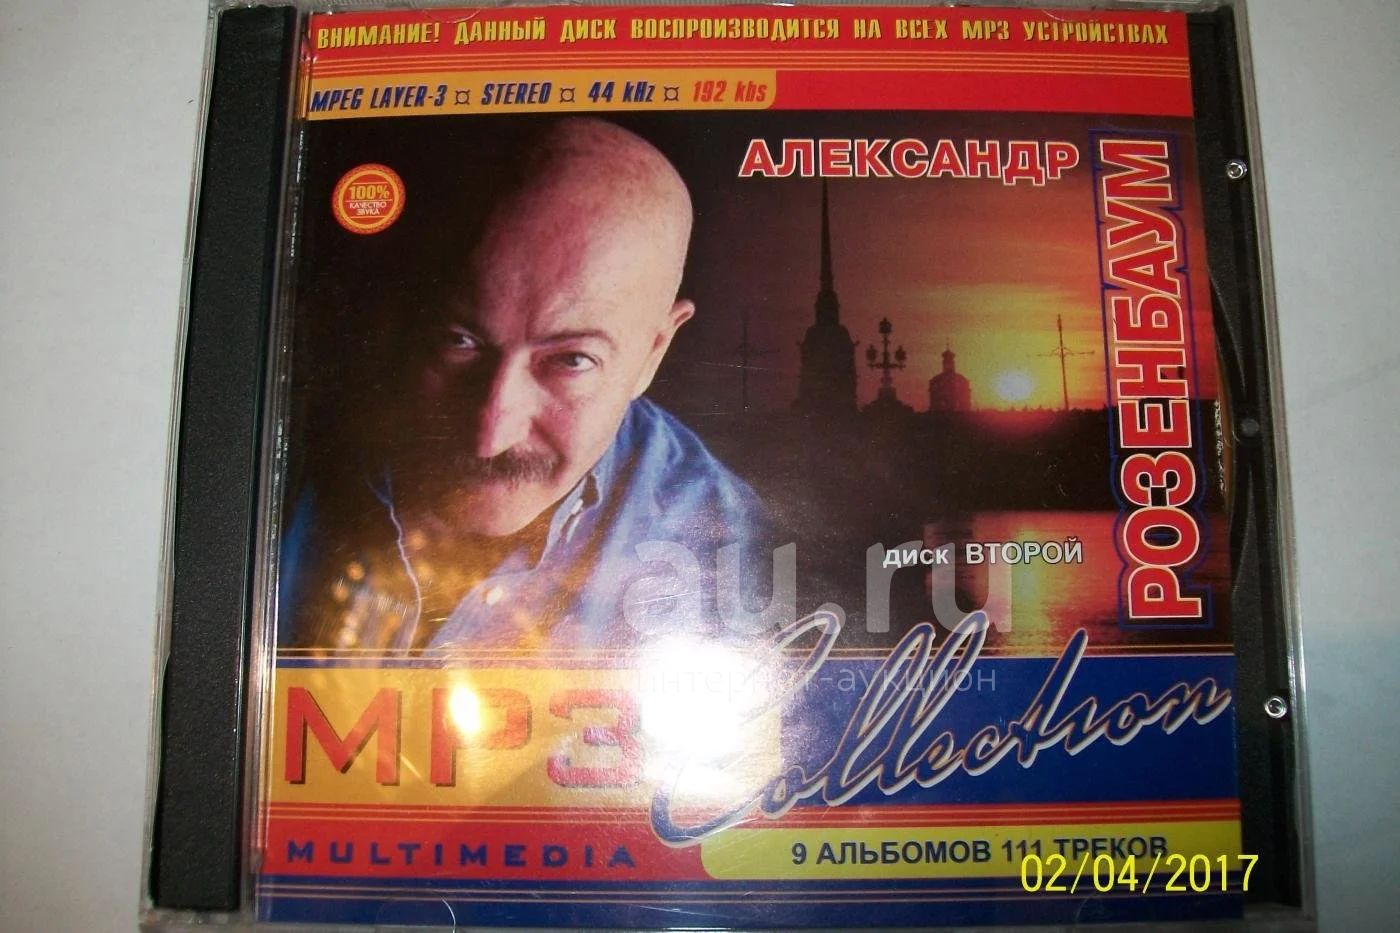 ВНИМАНИЕ! ДАННЫЙ ДИСК ВОСПРОИЗВОДИТСЯ НА ВСЕХ MP3 УСТРОЙСТВАХ
MPEG LAYER-3 ¤ STEREO ¤ 44 kHz ¤ 192 kbs
АЛЕКСАНДР
РОЗЕНБАУМ
100%
КАЧЕСТВО
ЗВУКА
диск ВТОРОЙ
au.ru
интернет-аукцион
MP3
Collection
MULTIMEDIA
9 АЛЬБОМОВ 111 ТРЕКОВ
02/04/2017